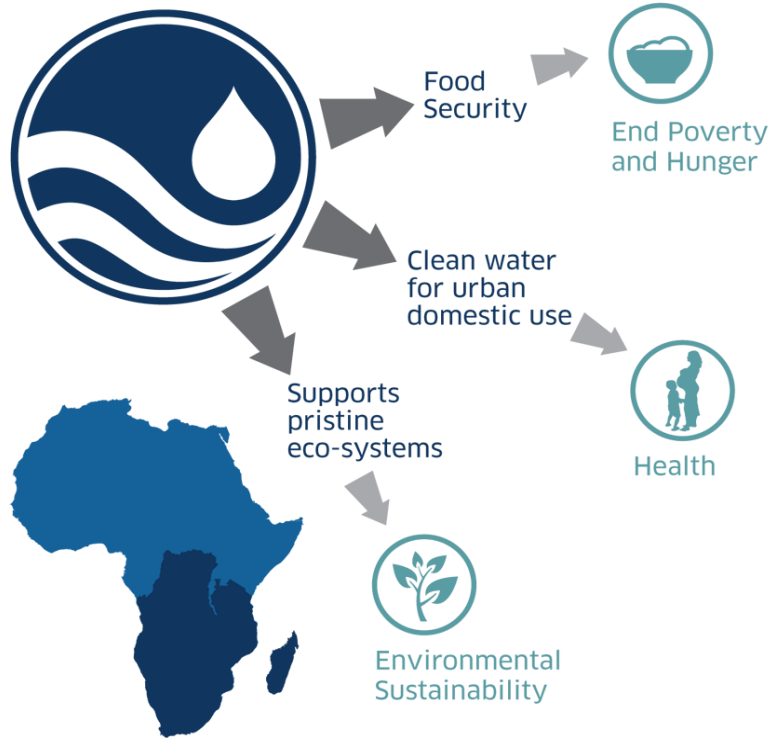 Food
Security
End Poverty
and Hunger
Clean water
for urban
domestic use
Health
Supports
pristine
eco-systems
Environmental
Sustainability